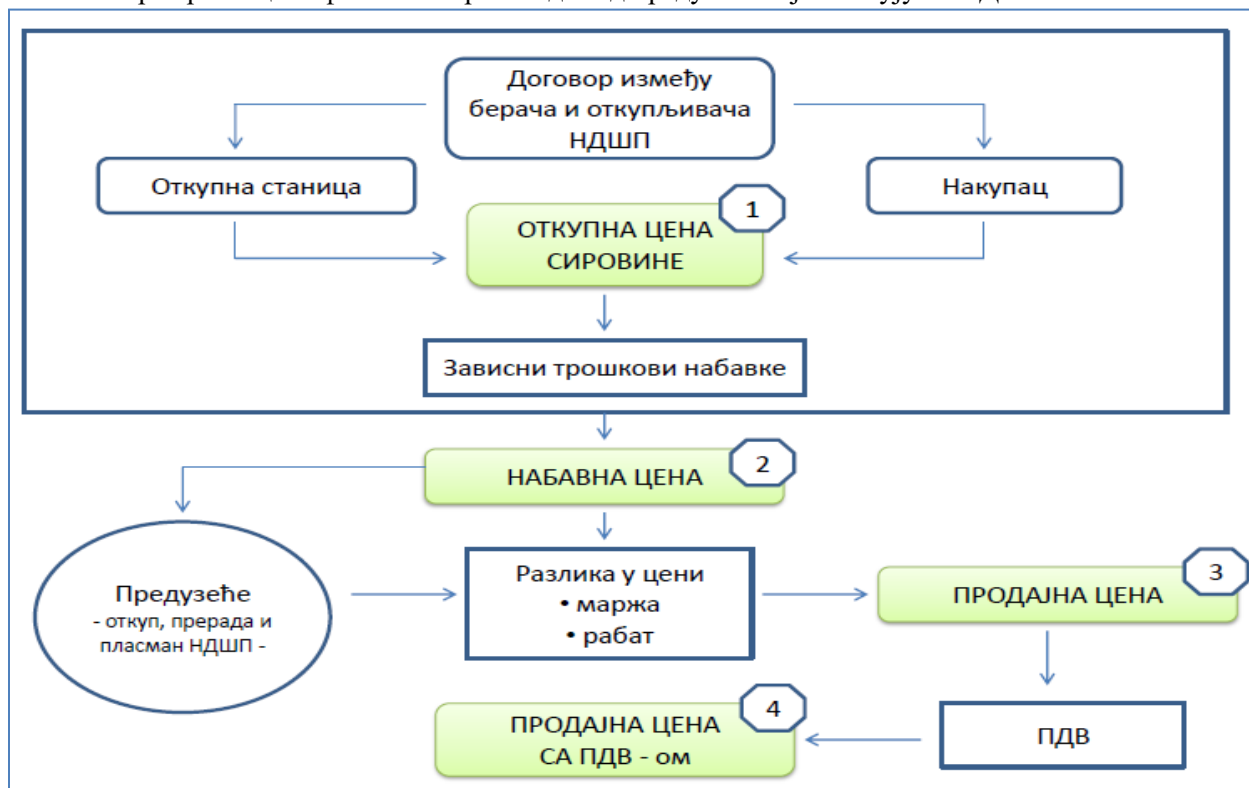 Договор између
берача и откупљивача
НДШП
Откупна станица
Накупац
1
ОТКУПНА ЦЕНА
СИРОВИНЕ
Зависни трошкови набавке
2
НАБАВНА ЦЕНА
Предузеће
- откуп, прерада и
пласман НДШП -
Разлика у цени
• маржа
• рабат
3
ПРОДАЈНА ЦЕНА
4
ПРОДАЈНА ЦЕНА
СА ПДВ - ом
ПДВ